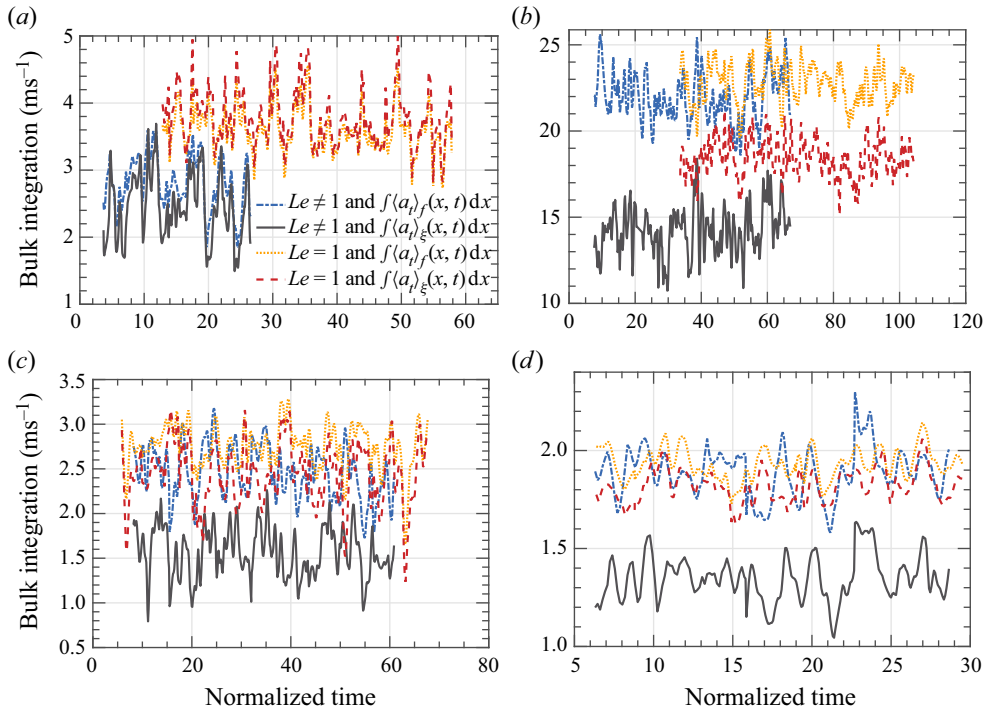 (a)
(b)
5
4
3
2
1
Bulk integration (ms⁻¹)
0 10 20 30 40 50 60
Le ≠ 1 and ∫⟨a_t⟩_f(x, t) dx
Le ≠ 1 and ∫⟨a_t⟩_ξ(x, t) dx
Le = 1 and ∫⟨a_t⟩_f(x, t) dx
Le = 1 and ∫⟨a_t⟩_ξ(x, t) dx
25
20
15
10
0 20 40 60 80 100 120
(c)
(d)
3.5
3.0
2.5
2.0
1.5
1.0
0.5
Bulk integration (ms⁻¹)
0 20 40 60 80
Normalized time
2.0
1.5
1.0
5 10 15 20 25 30
Normalized time